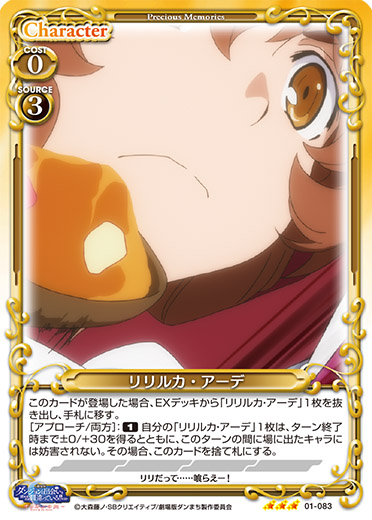 Precious Memories
Character
COST
0
SOURCE
3
リリルカ・アーデ
このカードが登場した場合、EXデッキから「リリルカ・アーデ」1枚を抜
き出し、手札に移す。
[アプローチ/両方]:1 自分の「リリルカ・アーデ」1枚は、ターン終了
時まで±0/+30を得るとともに、このターンの間に場に出たキャラ
には妨害されない。その場合、このカードを捨て札にする。
リリだって……喰らえー!
©大森藤ノ・SBクリエイティブ/劇場版ダンまち製作委員会
★★★ 01-083